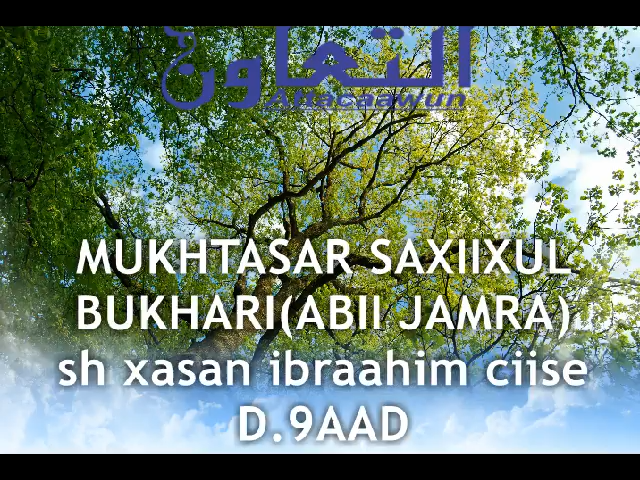 التعاون
Attacaawun
MUKHTASAR SAXIIXUL
BUKHARI(ABII JAMRA)
sh xasan ibraahim ciise
D.9AAD